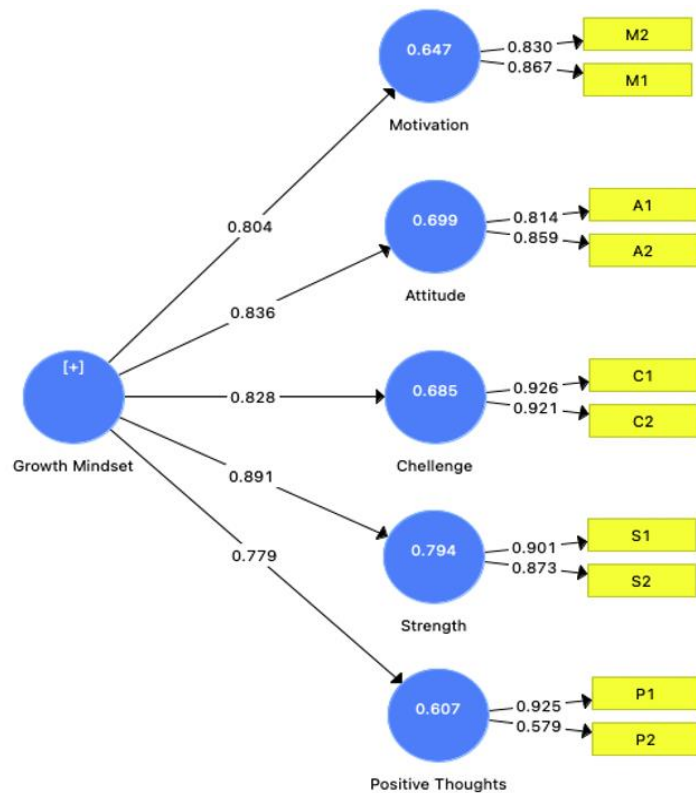 0.647
0.830
M2
0.867
M1
Motivation
0.804
0.699
0.814
A1
0.859
A2
Attitude
0.836
[+]
Growth Mindset
0.828
0.685
0.926
C1
0.921
C2
Chellenge
0.891
0.794
0.901
S1
0.873
S2
Strength
0.779
0.607
0.925
P1
0.579
P2
Positive Thoughts